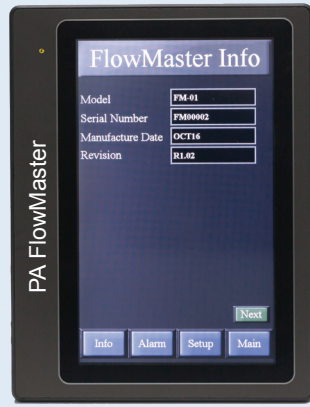 FlowMaster Info
Model FM-01
Serial Number FM00002
Manufacture Date OCT16
Revision R1.02
Next
Info Alarm Setup Main
PA FlowMaster